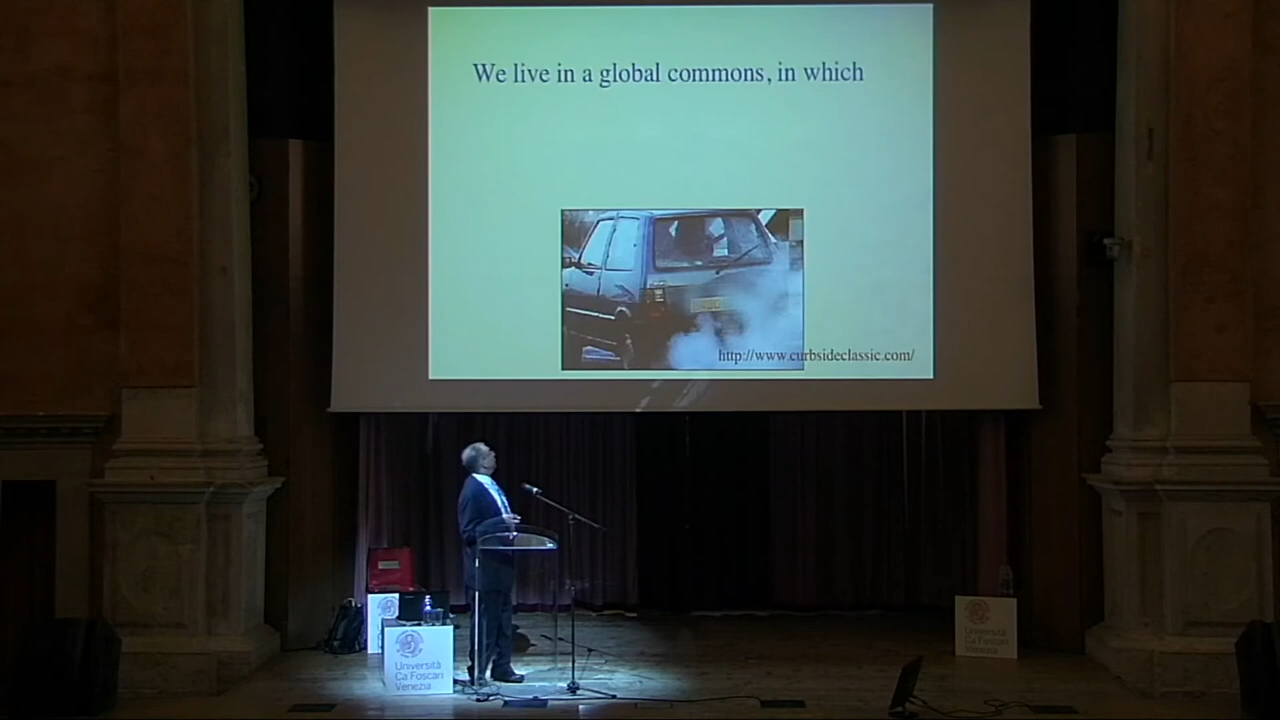 We live in a global commons, in which
http://www.curbsideclassic.com/
Università
Ca Foscari
Venezia
Università
Ca Foscari
Venezia